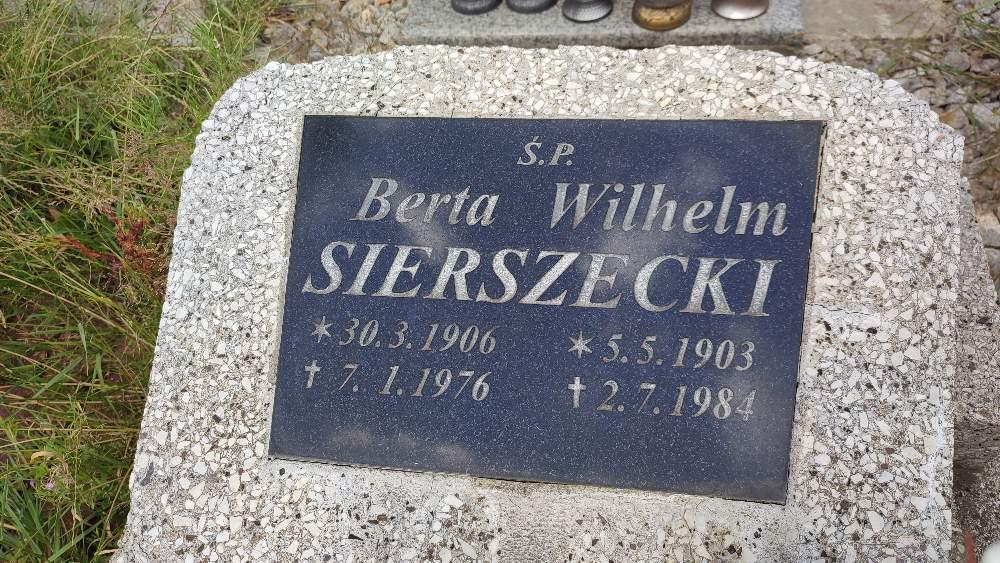 Ś.P.
Berta Wilhelm
SIERSZECKI
* 30.3.1906 * 5.5.1903
† 7.1.1976 † 2.7.1984